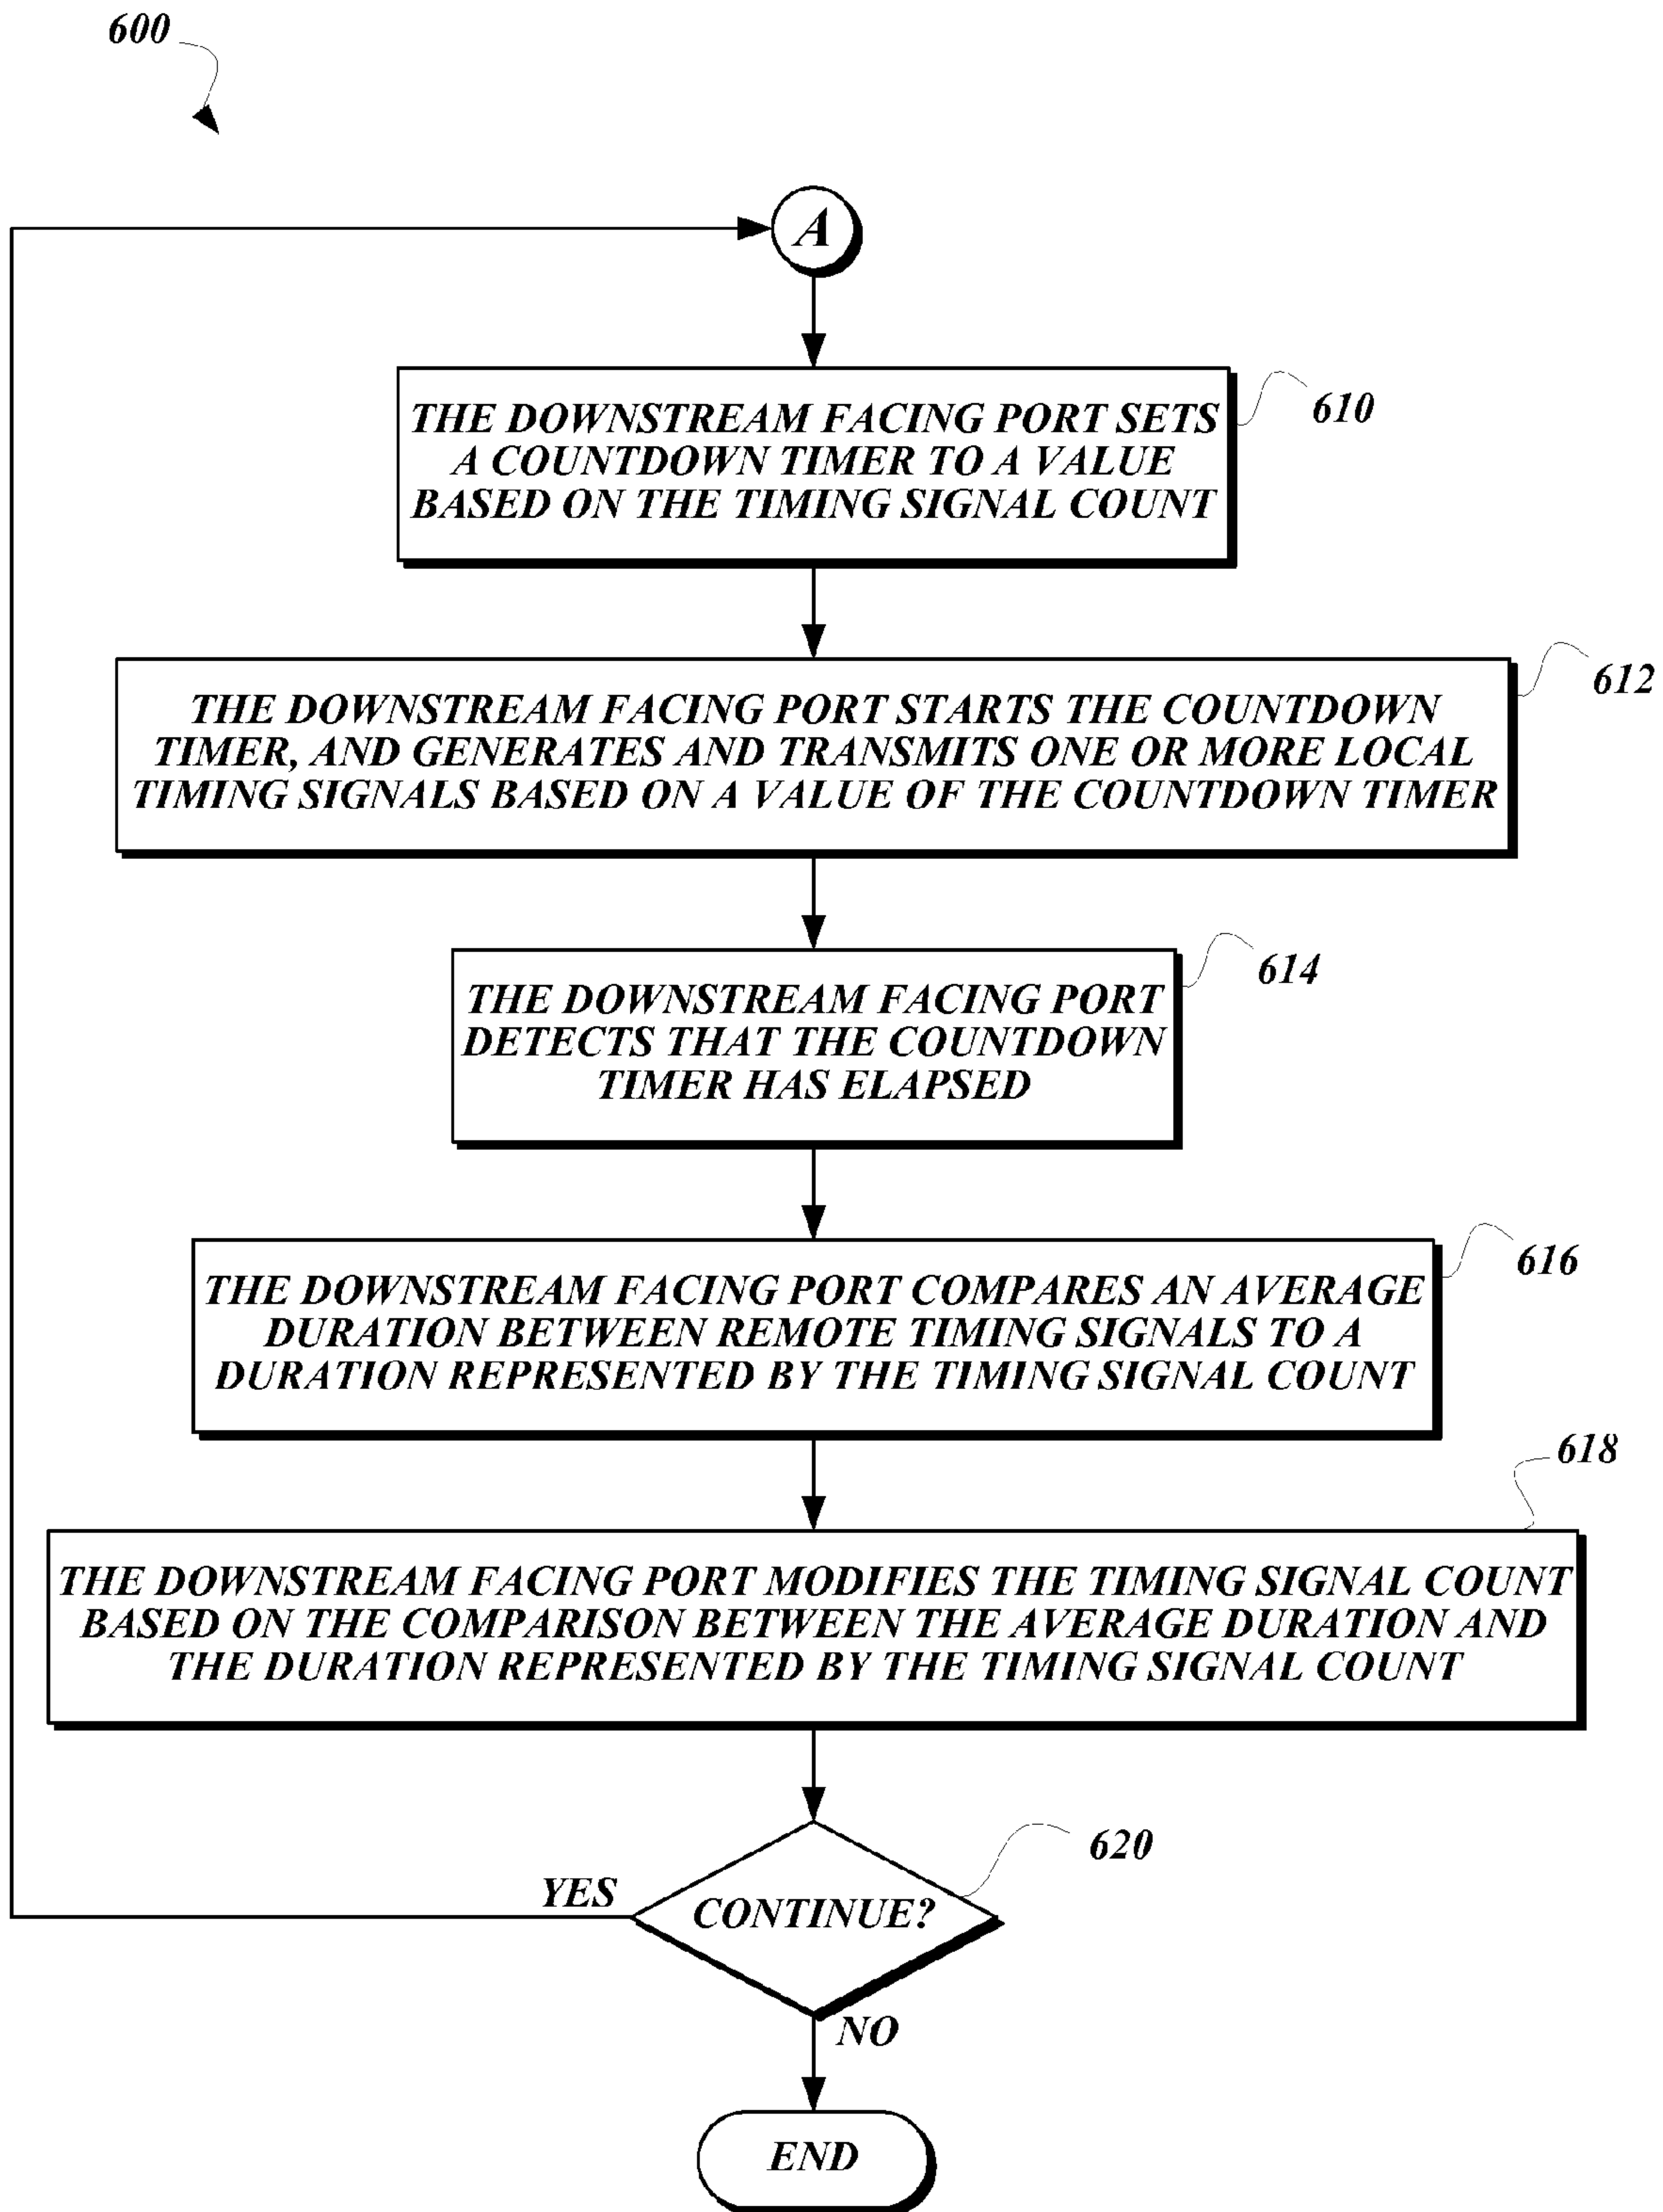 600
A
THE DOWNSTREAM FACING PORT SETS
A COUNTDOWN TIMER TO A VALUE
BASED ON THE TIMING SIGNAL COUNT
610
THE DOWNSTREAM FACING PORT STARTS THE COUNTDOWN
TIMER, AND GENERATES AND TRANSMITS ONE OR MORE LOCAL
TIMING SIGNALS BASED ON A VALUE OF THE COUNTDOWN TIMER
612
THE DOWNSTREAM FACING PORT
DETECTS THAT THE COUNTDOWN
TIMER HAS ELAPSED
614
THE DOWNSTREAM FACING PORT COMPARES AN AVERAGE
DURATION BETWEEN REMOTE TIMING SIGNALS TO A
DURATION REPRESENTED BY THE TIMING SIGNAL COUNT
616
THE DOWNSTREAM FACING PORT MODIFIES THE TIMING SIGNAL COUNT
BASED ON THE COMPARISON BETWEEN THE AVERAGE DURATION AND
THE DURATION REPRESENTED BY THE TIMING SIGNAL COUNT
618
CONTINUE?
620
YES
NO
END